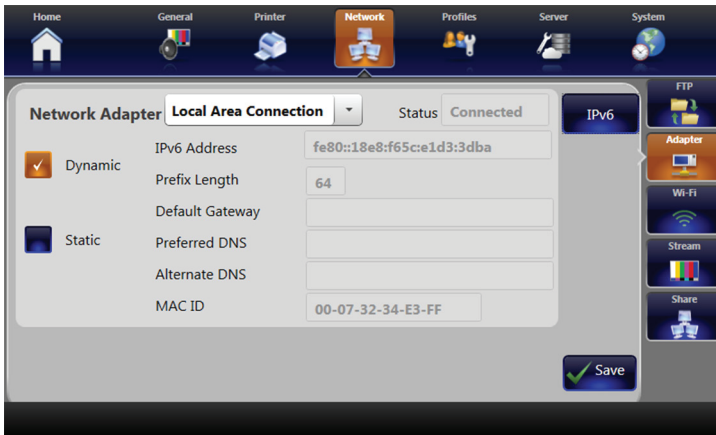 Home General Printer Network Profiles Server System
FTP
Network Adapter Local Area Connection Status Connected IPv6
Adapter
Dynamic IPv6 Address fe80::18e8:f65c:e1d3:3dba
Prefix Length 64
Wi-Fi
Default Gateway
Static Preferred DNS
Stream
Alternate DNS
MAC ID 00-07-32-34-E3-FF
Share
Save